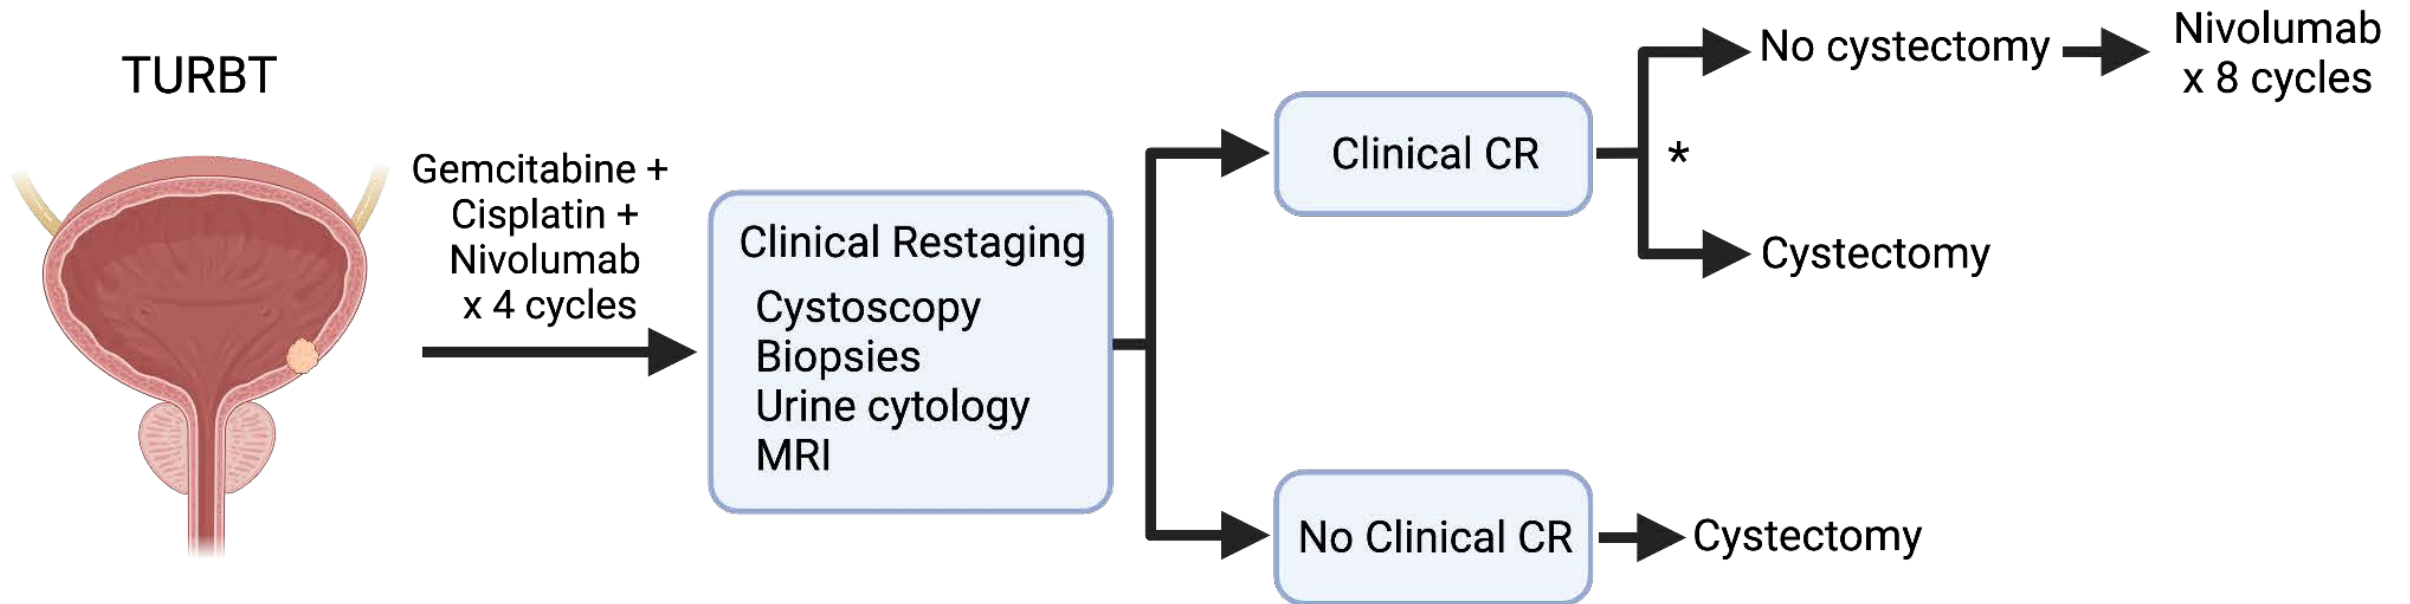 TURBT
Gemcitabine +
Cisplatin +
Nivolumab
x 4 cycles
Clinical Restaging
Cystoscopy
Biopsies
Urine cytology
MRI
Clinical CR
*
No cystectomy
Nivolumab
x 8 cycles
Cystectomy
No Clinical CR
Cystectomy